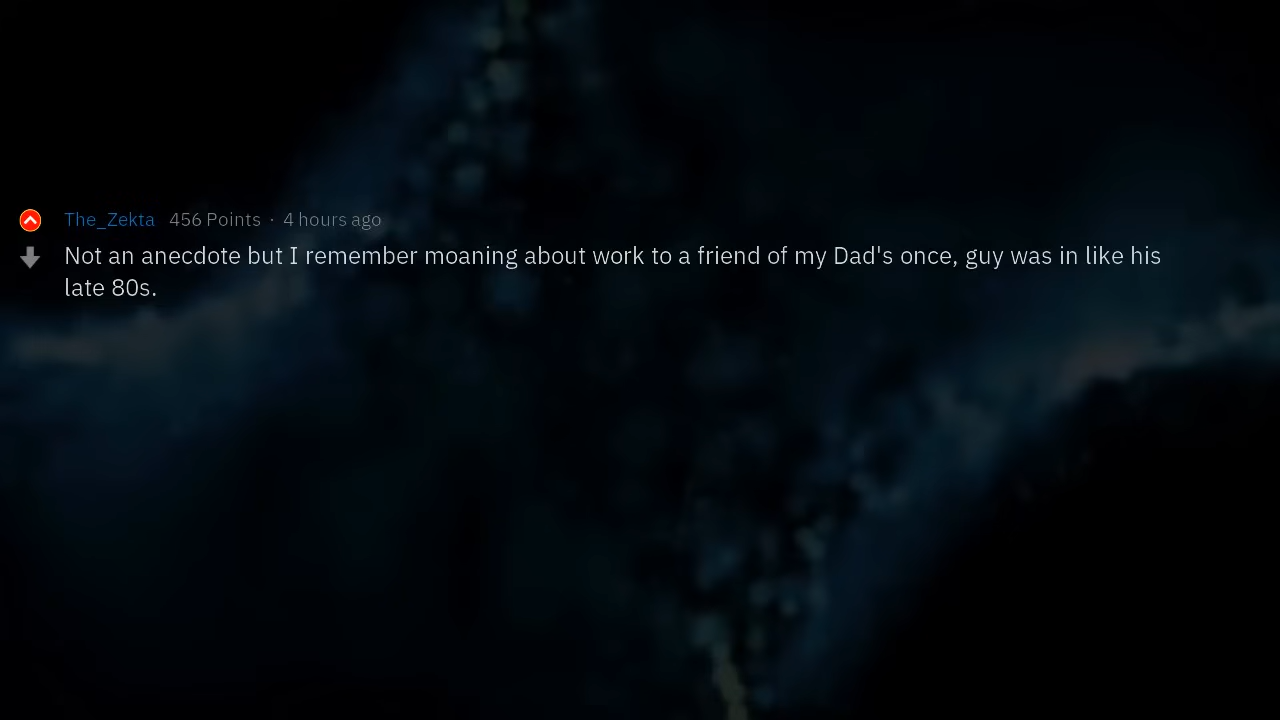 The_Zekta 456 Points · 4 hours ago
Not an anecdote but I remember moaning about work to a friend of my Dad's once, guy was in like his
late 80s.